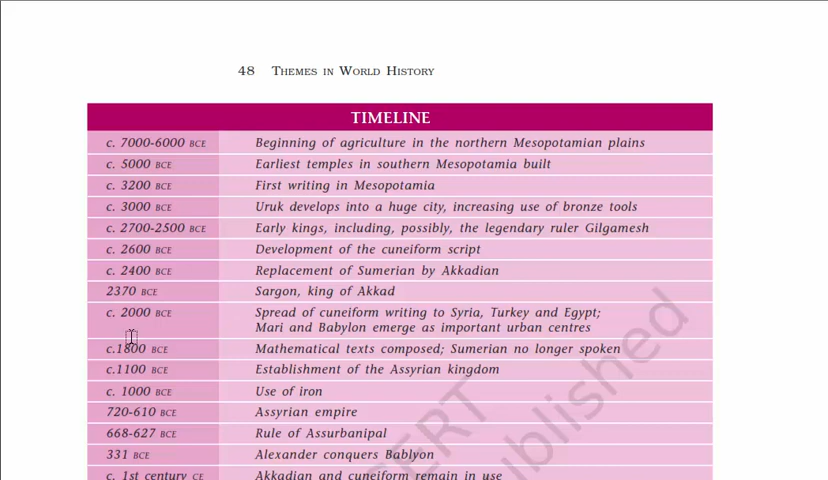 48 THEMES IN WORLD HISTORY
TIMELINE
c. 7000-6000 BCE Beginning of agriculture in the northern Mesopotamian plains
c. 5000 BCE Earliest temples in southern Mesopotamia built
c. 3200 BCE First writing in Mesopotamia
c. 3000 BCE Uruk develops into a huge city, increasing use of bronze tools
c. 2700-2500 BCE Early kings, including, possibly, the legendary ruler Gilgamesh
c. 2600 BCE Development of the cuneiform script
c. 2400 BCE Replacement of Sumerian by Akkadian
2370 BCE Sargon, king of Akkad
c. 2000 BCE Spread of cuneiform writing to Syria, Turkey and Egypt;
Mari and Babylon emerge as important urban centres
c.1800 BCE Mathematical texts composed; Sumerian no longer spoken
c.1100 BCE Establishment of the Assyrian kingdom
c. 1000 BCE Use of iron
720-610 BCE Assyrian empire
668-627 BCE Rule of Assurbanipal
331 BCE Alexander conquers Bablyon
c. 1st century CE Akkadian and cuneiform remain in use